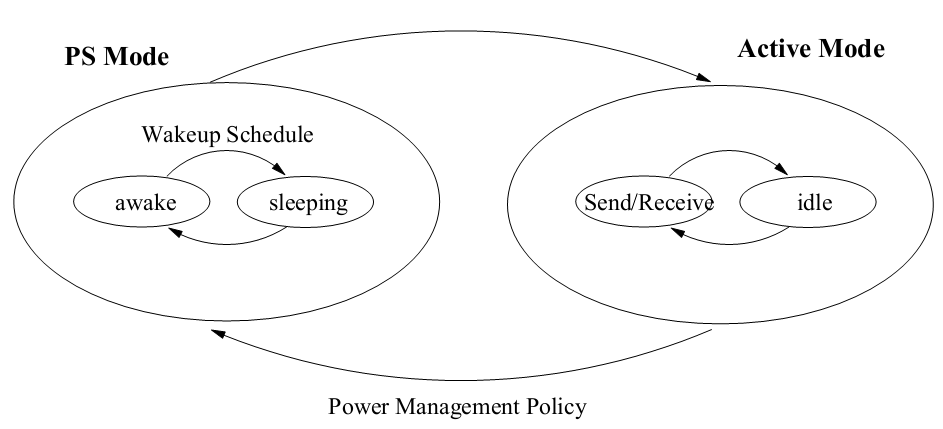 PS Mode
Active Mode
Wakeup Schedule
awake
sleeping
Send/Receive
idle
Power Management Policy